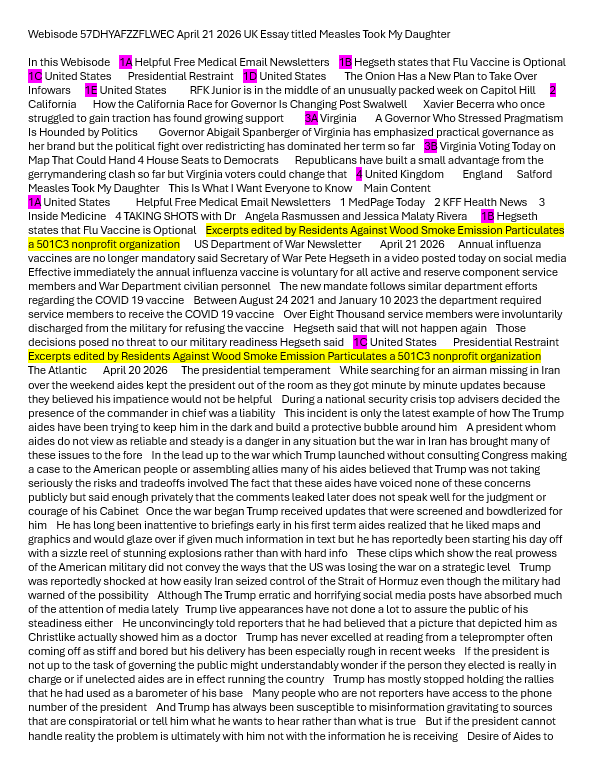 Webisode 57DHYAFZZFLWEC April 21 2026 UK Essay titled Measles Took My Daughter
In this Webisode 1A Helpful Free Medical Email Newsletters 1B Hegseth states that Flu Vaccine is Optional
1C United States Presidential Restraint 1D United States The Onion Has a New Plan to Take Over
Infowars 1E United States RFK Junior is in the middle of an unusually packed week on Capitol Hill 2
California How the California Race for Governor Is Changing Post Swalwell Xavier Becerra who once
struggled to gain traction has found growing support 3A Virginia A Governor Who Stressed Pragmatism
Is Hounded by Politics Governor Abigail Spanberger of Virginia has emphasized practical governance as
her brand but the political fight over redistricting has dominated her term so far 3B Virginia Voting Today on
Map That Could Hand 4 House Seats to Democrats Republicans have built a small advantage from the
gerrymandering clash so far but Virginia voters could change that 4 United Kingdom England Salford
Measles Took My Daughter This Is What I Want Everyone to Know Main Content
1A United States Helpful Free Medical Email Newsletters 1 MedPage Today 2 KFF Health News 3
Inside Medicine 4 TAKING SHOTS with Dr Angela Rasmussen and Jessica Malaty Rivera 1B Hegseth
states that Flu Vaccine is Optional Excerpts edited by Residents Against Wood Smoke Emission Particulates
a 501C3 nonprofit organization US Department of War Newsletter April 21 2026 Annual influenza
vaccines are no longer mandated said Secretary of War Pete Hegseth in a video posted today on social media
Effective immediately the annual influenza vaccine is voluntary for all active and reserve component service
members and War Department civilian personnel The new mandate follows similar department efforts
regarding the COVID 19 vaccine Between August 24 2021 and January 10 2023 the department required
service members to receive the COVID 19 vaccine Over Eight Thousand service members were involuntarily
discharged from the military for refusing the vaccine Hegseth said that will not happen again Those
decisions posed no threat to our military readiness Hegseth said 1C United States Presidential Restraint
Excerpts edited by Residents Against Wood Smoke Emission Particulates a 501C3 nonprofit organization
The Atlantic April 20 2026 The presidential temperament While searching for an airman missing in Iran
over the weekend aides kept the president out of the room as they got minute by minute updates because
they believed his impatience would not be helpful During a national security crisis top advisers decided the
presence of the commander in chief was a liability This incident is only the latest example of how The Trump
aides have been trying to keep him in the dark and build a protective bubble around him A president whom
aides do not view as reliable and steady is a danger in any situation but the war in Iran has brought many of
these issues to the fore In the lead up to the war which Trump launched without consulting Congress making
a case to the American people or assembling allies many of his aides believed that Trump was not taking
seriously the risks and tradeoffs involved The fact that these aides have voiced none of these concerns
publicly but said enough privately that the comments leaked later does not speak well for the judgment or
courage of his Cabinet Once the war began Trump received updates that were screened and bowdlerized for
him He has long been inattentive to briefings early in his first term aides realized that he liked maps and
graphics and would glaze over if given much information in text but he has reportedly been starting his day off
with a sizzle reel of stunning explosions rather than with hard info These clips which show the real prowess
of the American military did not convey the ways that the US was losing the war on a strategic level Trump
was reportedly shocked at how easily Iran seized control of the Strait of Hormuz even though the military had
warned of the possibility Although The Trump erratic and horrifying social media posts have absorbed much
of the attention of media lately Trump live appearances have not done a lot to assure the public of his
steadiness either He unconvincingly told reporters that he had believed that a picture that depicted him as
Christlike actually showed him as a doctor Trump has never excelled at reading from a teleprompter often
coming off as stiff and bored but his delivery has been especially rough in recent weeks If the president is
not up to the task of governing the public might understandably wonder if the person they elected is really in
charge or if unelected aides are in effect running the country Trump has mostly stopped holding the rallies
that he had used as a barometer of his base Many people who are not reporters have access to the phone
number of the president And Trump has always been susceptible to misinformation gravitating to sources
that are conspiratorial or tell him what he wants to hear rather than what is true But if the president cannot
handle reality the problem is ultimately with him not with the information he is receiving Desire of Aides to